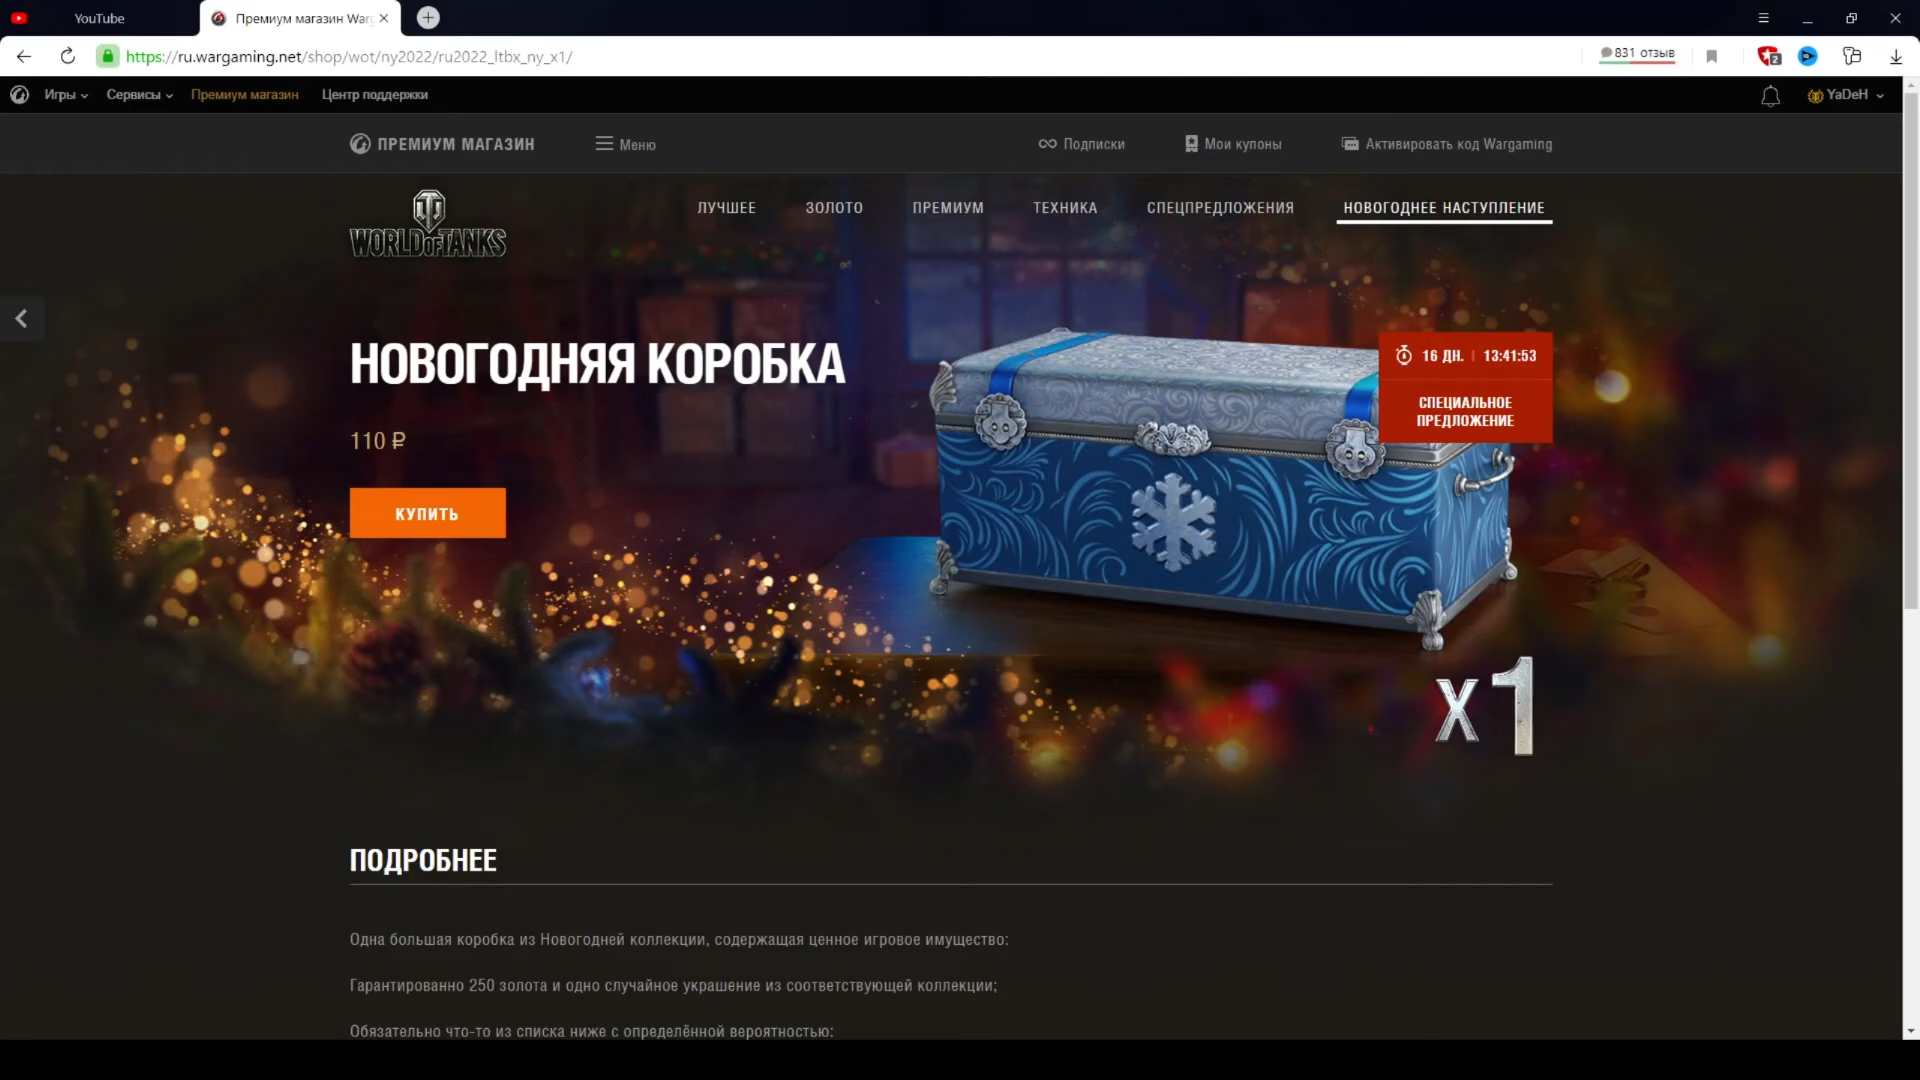 YouTube
Премиум магазин Warg
https://ru.wargaming.net/shop/wot/ny2022/ru2022_ltbx_ny_x1/
831 отзыв
2
Игры
Сервисы
Премиум магазин
Центр поддержки
YaDeH
ПРЕМИУМ МАГАЗИН
Меню
Подписки
Мои купоны
Активировать код Wargaming
WORLD OF TANKS
ЛУЧШЕЕ
ЗОЛОТО
ПРЕМИУМ
ТЕХНИКА
СПЕЦПРЕДЛОЖЕНИЯ
НОВОГОДНЕЕ НАСТУПЛЕНИЕ
НОВОГОДНЯЯ КОРОБКА
110 ₽
КУПИТЬ
16 ДН. | 13:41:53
СПЕЦИАЛЬНОЕ
ПРЕДЛОЖЕНИЕ
X1
ПОДРОБНЕЕ
Одна большая коробка из Новогодней коллекции, содержащая ценное игровое имущество:
Гарантированно 250 золота и одно случайное украшение из соответствующей коллекции;
Обязательно что-то из списка ниже с определённой вероятностью: